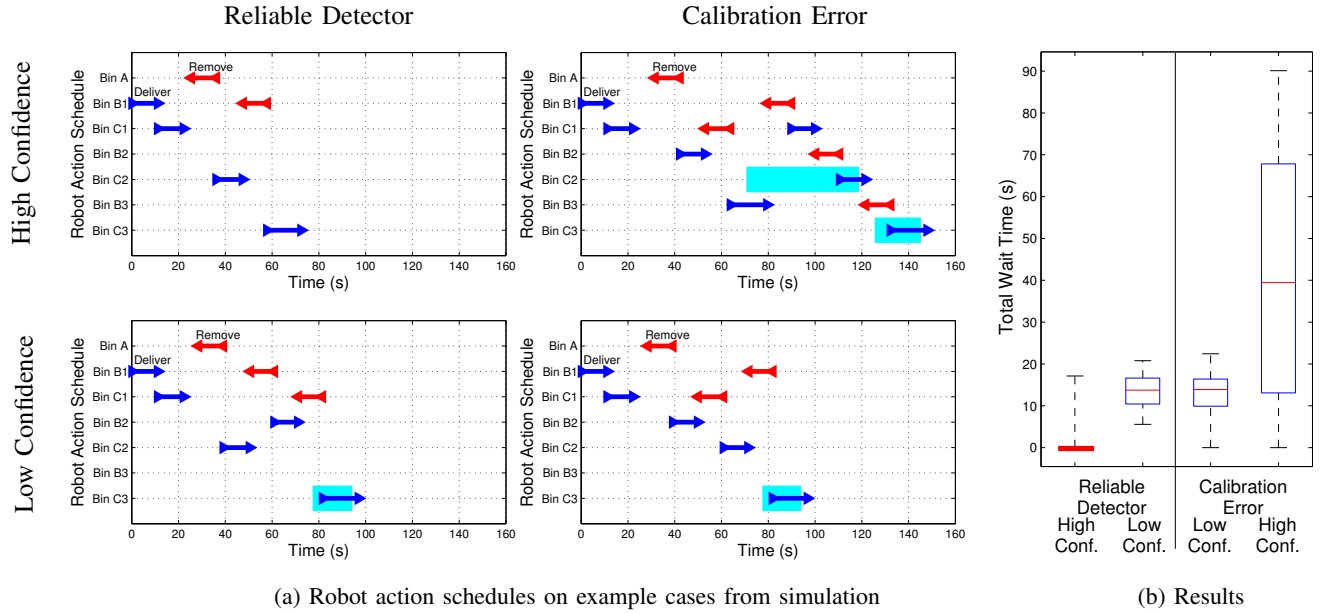 Reliable Detector
Calibration Error
High Confidence
Robot Action Schedule
Bin A
Bin B1
Bin C1
Bin B2
Bin C2
Bin B3
Bin C3
Remove
Deliver
0 20 40 60 80 100 120 140 160
Time (s)
Robot Action Schedule
Bin A
Bin B1
Bin C1
Bin B2
Bin C2
Bin B3
Bin C3
Remove
Deliver
0 20 40 60 80 100 120 140 160
Time (s)
Low Confidence
Robot Action Schedule
Bin A
Bin B1
Bin C1
Bin B2
Bin C2
Bin B3
Bin C3
Remove
Deliver
0 20 40 60 80 100 120 140 160
Time (s)
Robot Action Schedule
Bin A
Bin B1
Bin C1
Bin B2
Bin C2
Bin B3
Bin C3
Remove
Deliver
0 20 40 60 80 100 120 140 160
Time (s)
(a) Robot action schedules on example cases from simulation
Total Wait Time (s)
90
80
70
60
50
40
30
20
10
0
Reliable
Detector
Calibration
Error
High
Conf.
Low
Conf.
Low
Conf.
High
Conf.
(b) Results